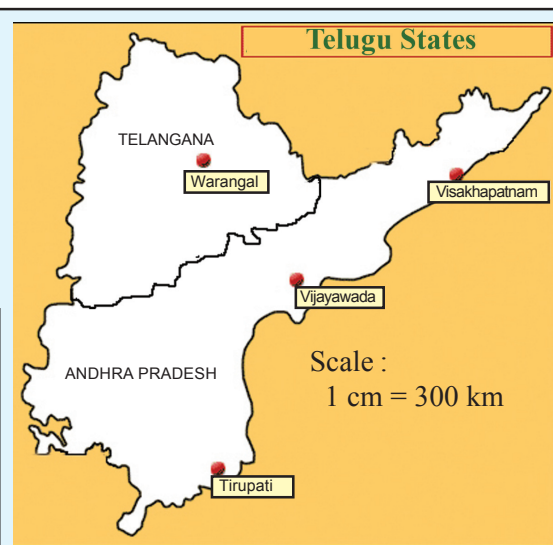 Telugu States
TELANGANA
Warangal
Visakhapatnam
Vijayawada
Scale :
1 cm = 300 km
ANDHRA PRADESH
Tirupati